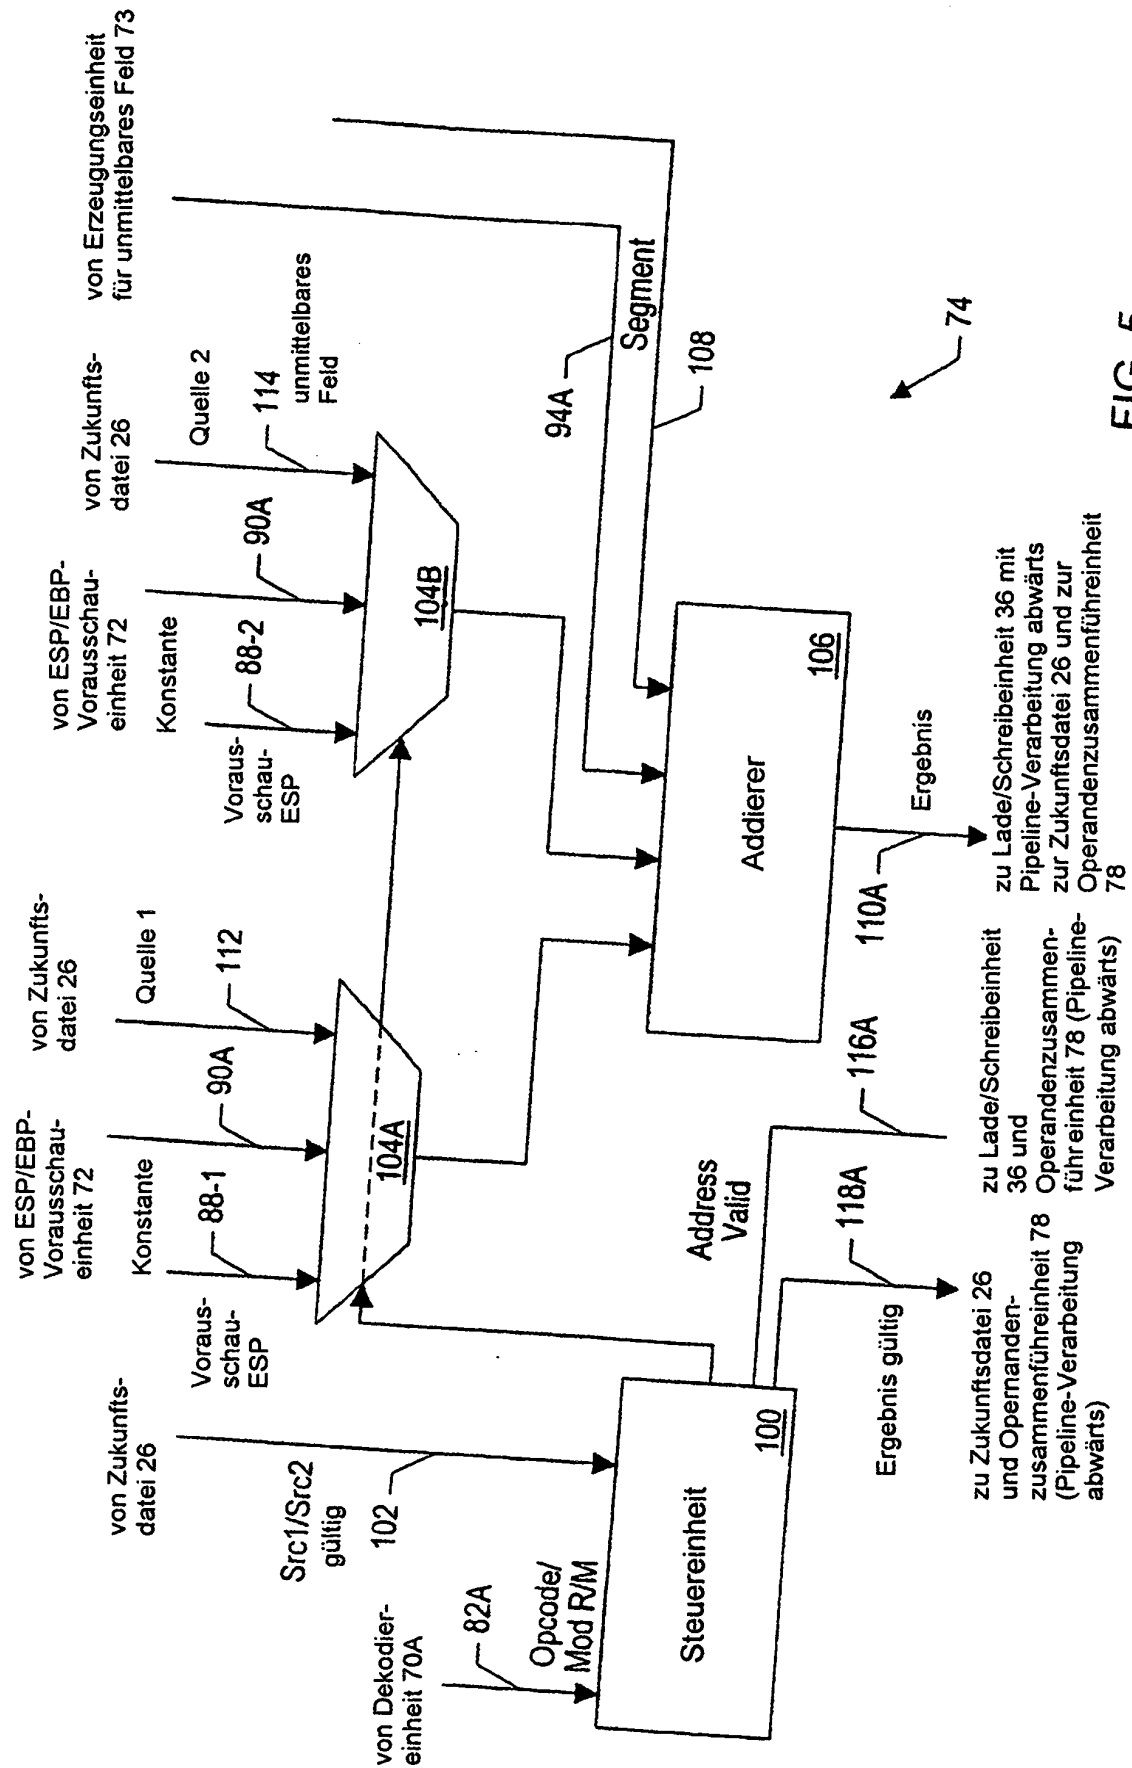 von Dekodier-
einheit 70A
82A
Opcode/
Mod R/M
von Zukunfts-
datei 26
Src1/Src2
gültig
102
Steuereinheit
100
von ESP/EBP-
Vorausschau-
einheit 72
Konstante
88-1
Voraus-
schau-
ESP
90A
von Zukunfts-
datei 26
Quelle 1
112
104A
von ESP/EBP-
Vorausschau-
einheit 72
Konstante
88-2
Voraus-
schau-
ESP
90A
von Zukunfts-
datei 26
Quelle 2
114
unmittelbares
Feld
104B
von Erzeugungseinheit
für unmittelbares Feld 73
94A
Segment
108
Addierer
106
Address
Valid
116A
118A
Ergebnis gültig
110A
Ergebnis
74
zu Zukunftsdatei 26
und Opernanden-
zusammenführeinheit 78
(Pipeline-Verarbeitung
abwärts)
zu Lade/Schreibeinheit
36 und
Operandenzusammen-
führeinheit 78 (Pipeline-
Verarbeitung abwärts)
zu Lade/Schreibeinheit 36 mit
Pipeline-Verarbeitung abwärts
zur Zukunftsdatei 26 und zur
Operandenzusammenführeinheit
78
FIG. 5